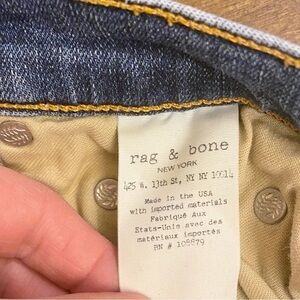 rag & bone
NEW YORK
425 W. 13th St, NY NY 10014
Made in the USA
with imported materials
Fabriqué Aux
Etats-Unis avec des
matériaux importés
RN # 108879